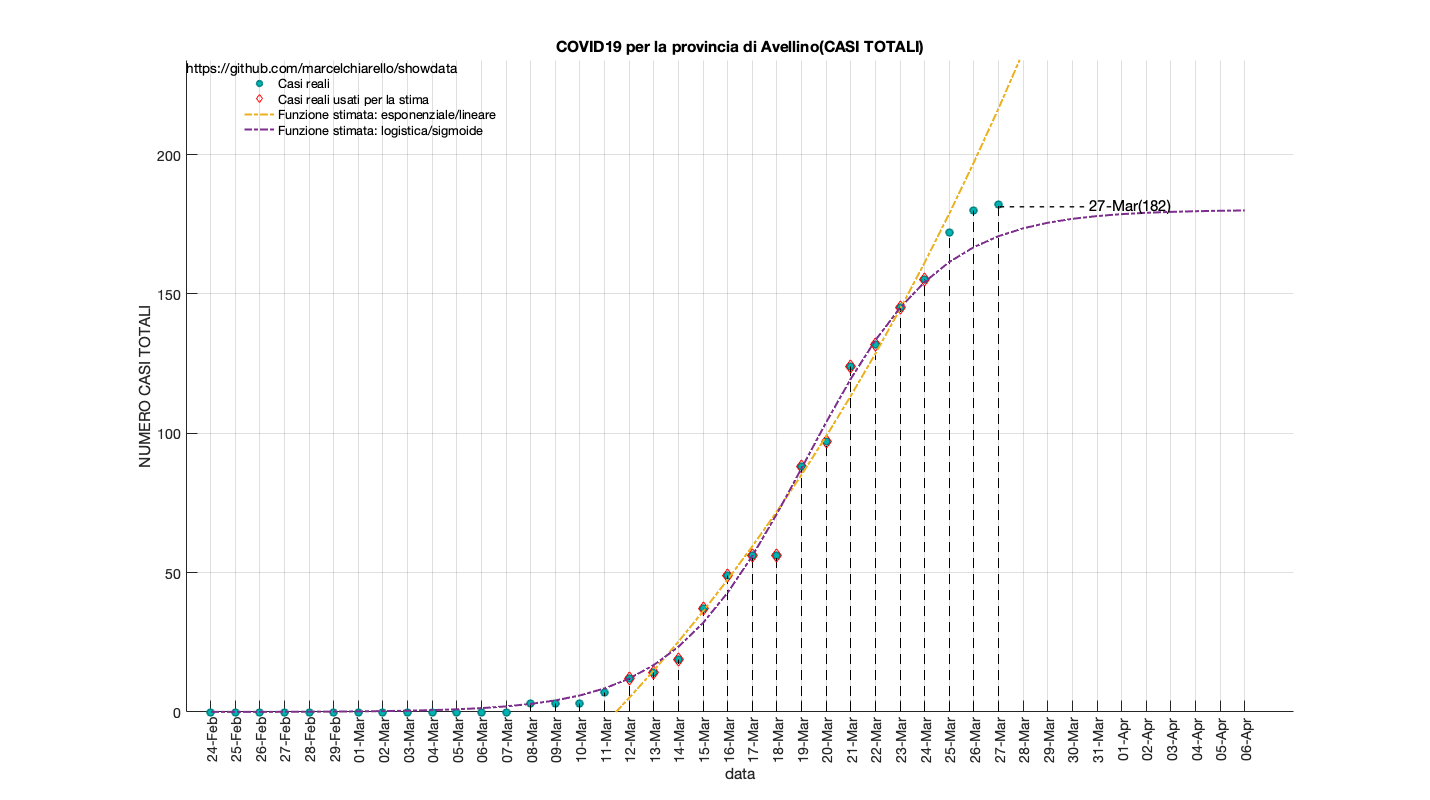 COVID19 per la provincia di Avellino(CASI TOTALI)
https://github.com/marcelchiarello/showdata
Casi reali
Casi reali usati per la stima
Funzione stimata: esponenziale/lineare
Funzione stimata: logistica/sigmoide
200
27-Mar(182)
150
NUMERO CASI TOTALI
100
50
0
24-Feb
25-Feb
26-Feb
27-Feb
28-Feb
29-Feb
01-Mar
02-Mar
03-Mar
04-Mar
05-Mar
06-Mar
07-Mar
08-Mar
09-Mar
10-Mar
11-Mar
12-Mar
13-Mar
14-Mar
15-Mar
16-Mar
17-Mar
18-Mar
19-Mar
20-Mar
21-Mar
22-Mar
23-Mar
24-Mar
25-Mar
26-Mar
27-Mar
28-Mar
29-Mar
30-Mar
31-Mar
01-Apr
02-Apr
03-Apr
04-Apr
05-Apr
06-Apr
data